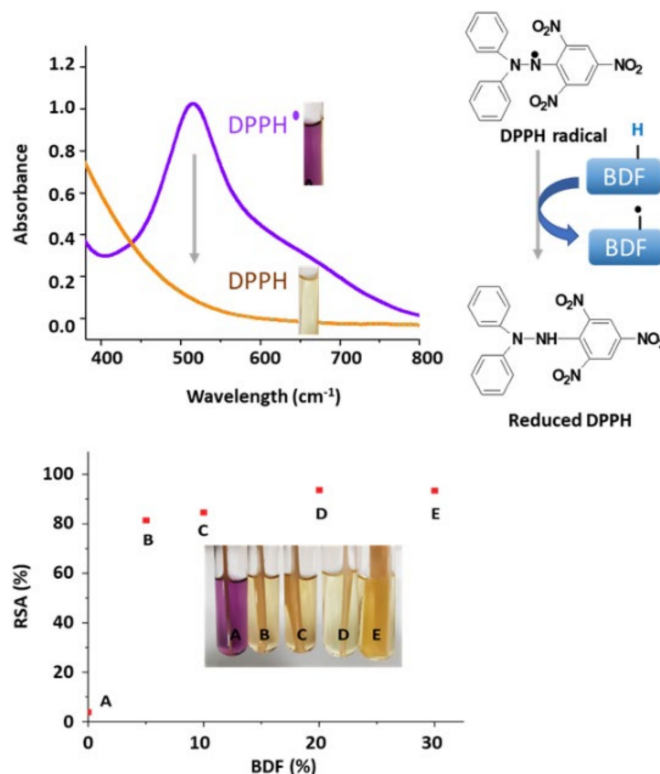 1.2
1.0
0.8
0.6
0.4
0.2
0.0
Absorbance
DPPH•
DPPH
400 500 600 700 800
Wavelength (cm⁻¹)
O₂N
N N NO₂
O₂N
DPPH radical
H
BDF
•
BDF
O₂N
N NH NO₂
O₂N
Reduced DPPH
100
80
60
40
20
0
RSA (%)
A
B
C
D
E
A B C D E
0 10 20 30
BDF (%)